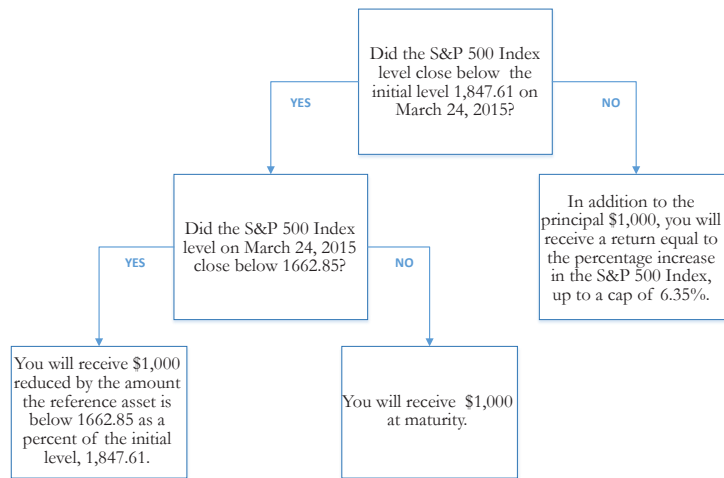 Did the S&P 500 Index
level close below the
initial level 1,847.61 on
March 24, 2015?
YES
NO
Did the S&P 500 Index
level on March 24, 2015
close below 1662.85?
In addition to the
principal $1,000, you will
receive a return equal to
the percentage increase
in the S&P 500 Index,
up to a cap of 6.35%.
YES
NO
You will receive $1,000
reduced by the amount
the reference asset is
below 1662.85 as a
percent of the initial
level, 1,847.61.
You will receive $1,000
at maturity.